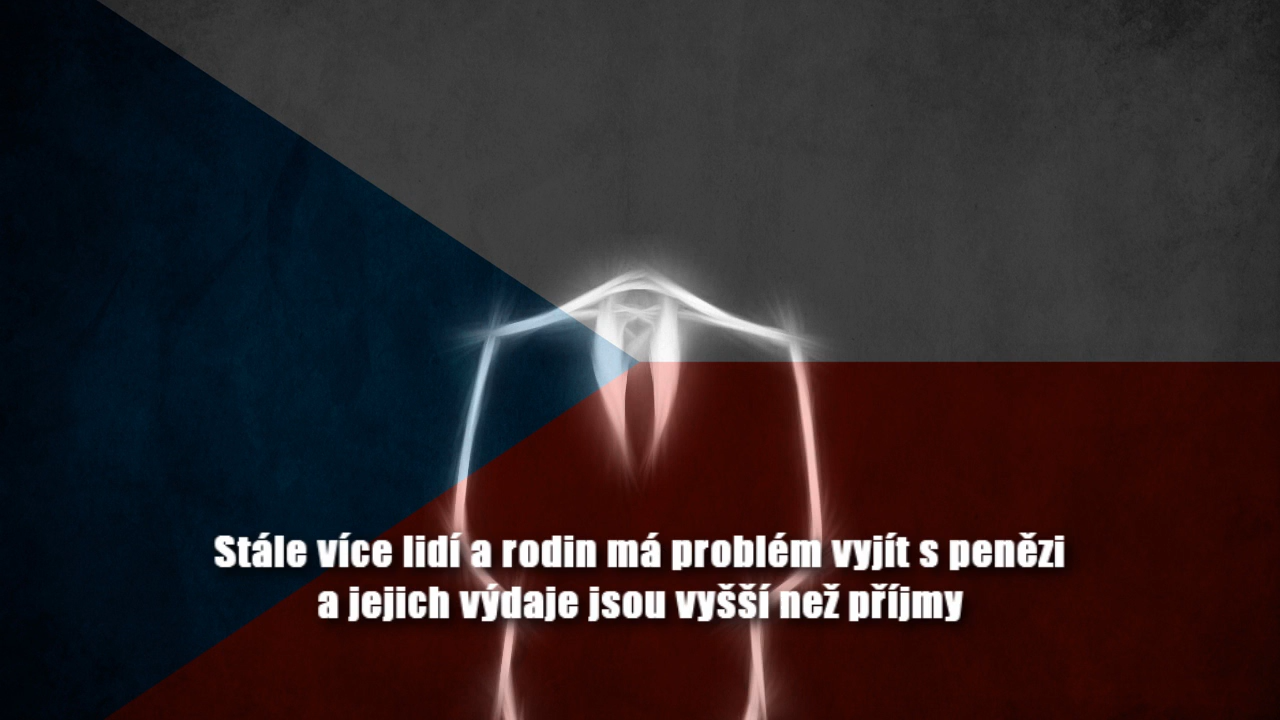 Stále více lidí a rodin má problém vyjít s penězi
a jejich výdaje jsou vyšší než příjmy